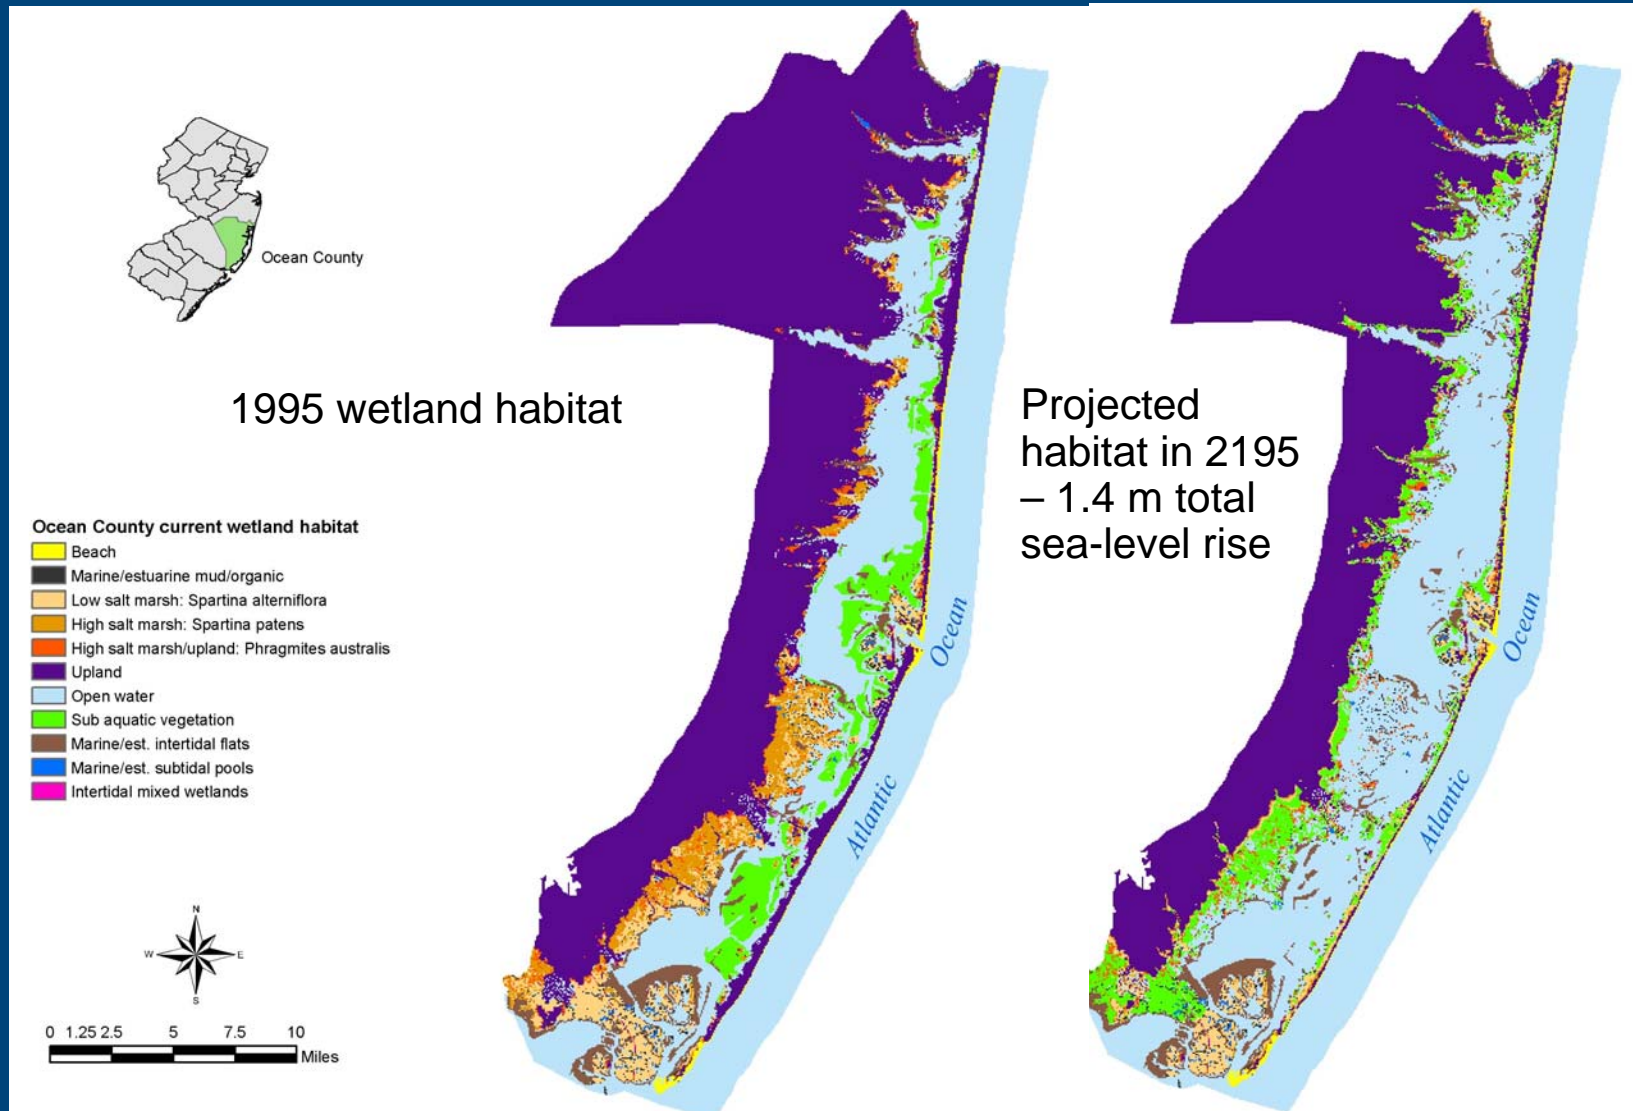 Ocean County
1995 wetland habitat
Projected
habitat in 2195
– 1.4 m total
sea-level rise
Ocean County current wetland habitat
Beach
Marine/estuarine mud/organic
Low salt marsh: Spartina alterniflora
High salt marsh: Spartina patens
High salt marsh/upland: Phragmites australis
Upland
Open water
Sub aquatic vegetation
Marine/est. intertidal flats
Marine/est. subtidal pools
Intertidal mixed wetlands
N
W E
S
0 1.25 2.5 5 7.5 10
Miles
Atlantic
Ocean
Atlantic
Ocean